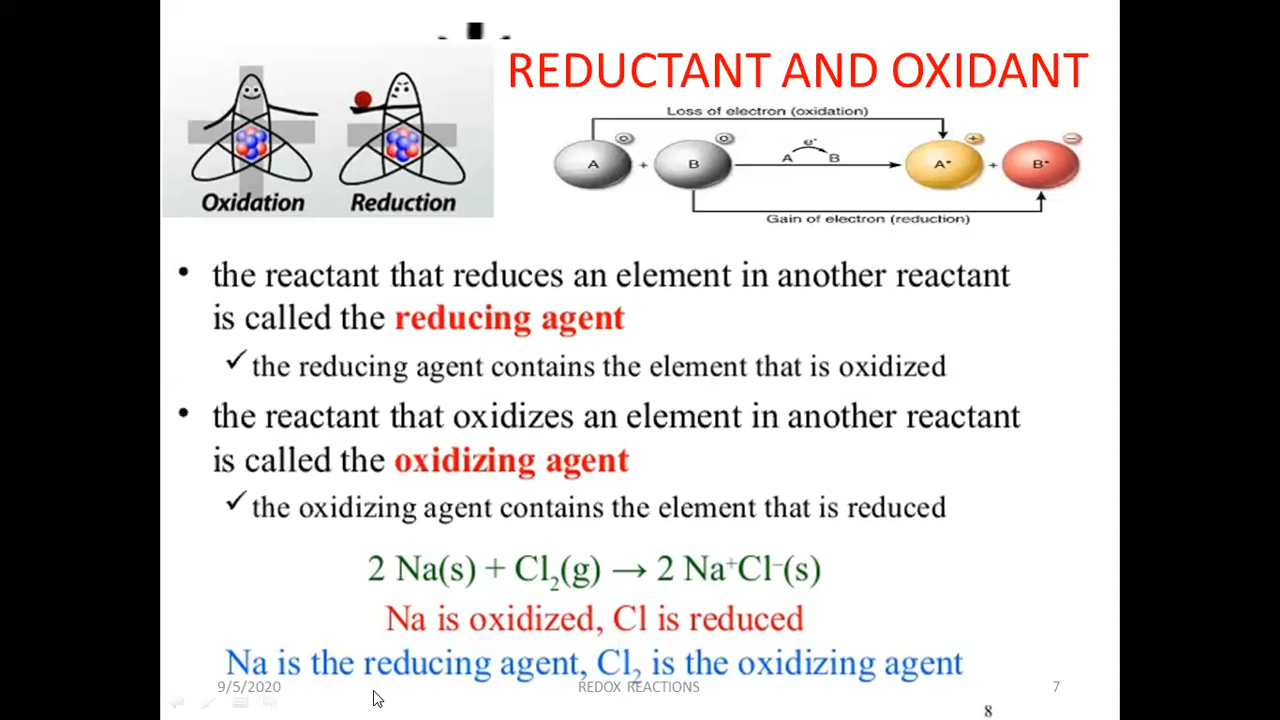 REDUCTANT AND OXIDANT
Oxidation
Reduction
Loss of electron (oxidation)
A + B
e⁻
A B
A⁺ + B⁻
Gain of electron (reduction)
• the reactant that reduces an element in another reactant
is called the reducing agent
✓ the reducing agent contains the element that is oxidized
• the reactant that oxidizes an element in another reactant
is called the oxidizing agent
✓ the oxidizing agent contains the element that is reduced
2 Na(s) + Cl₂(g) → 2 Na⁺Cl⁻(s)
Na is oxidized, Cl is reduced
Na is the reducing agent, Cl₂ is the oxidizing agent
9/5/2020
REDOX REACTIONS
7
8